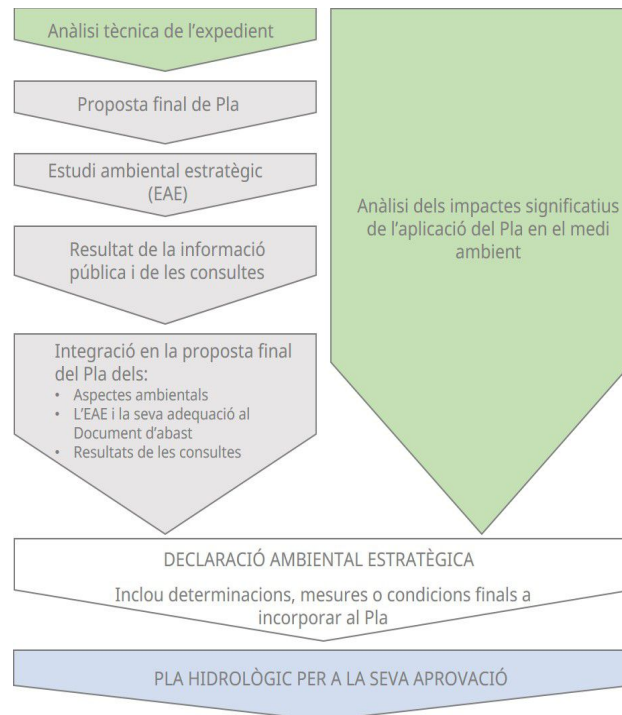 Anàlisi tècnica de l'expedient
Proposta final de Pla
Estudi ambiental estratègic
(EAE)
Resultat de la informació
pública i de les consultes
Integració en la proposta final
del Pla dels:
• Aspectes ambientals
• L'EAE i la seva adequació al
Document d'abast
• Resultats de les consultes
Anàlisi dels impactes significatius
de l'aplicació del Pla en el medi
ambient
DECLARACIÓ AMBIENTAL ESTRATÈGICA
Inclou determinacions, mesures o condicions finals a
incorporar al Pla
PLA HIDROLÒGIC PER A LA SEVA APROVACIÓ